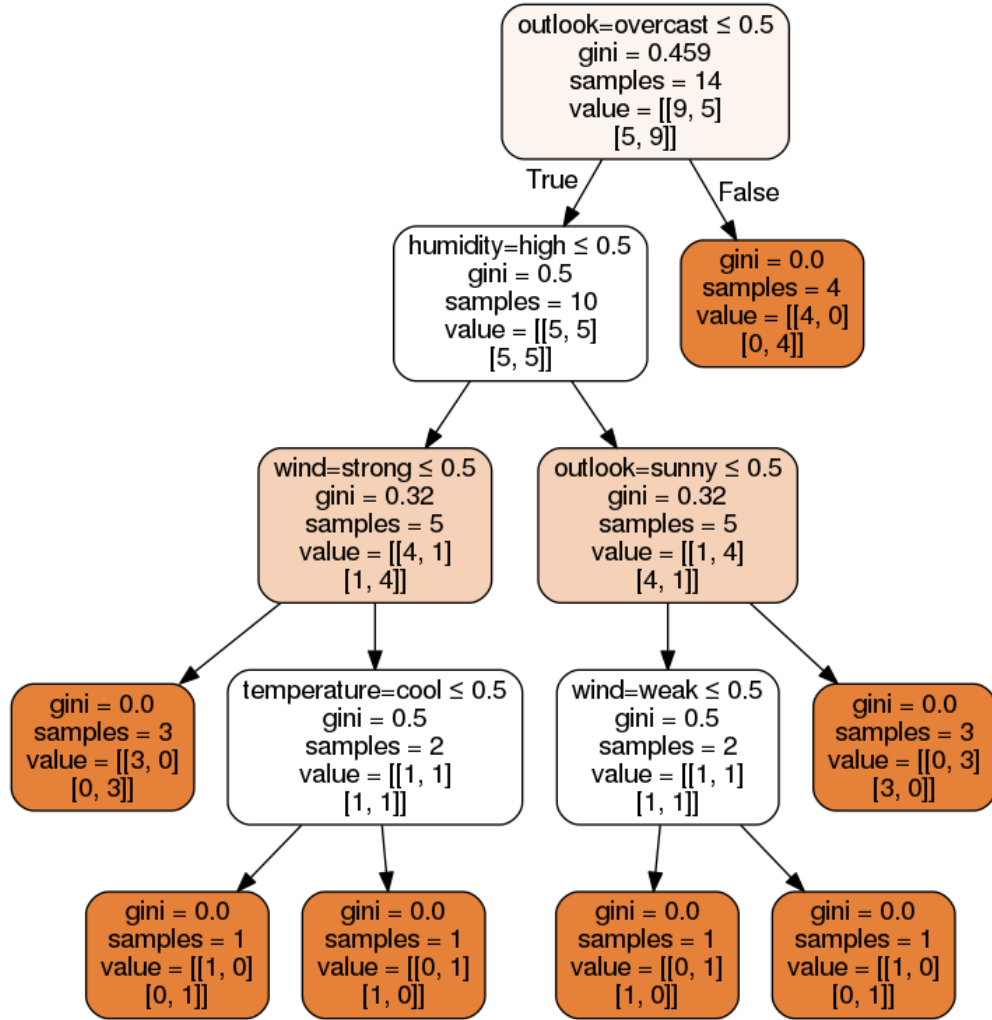 outlook=overcast ≤ 0.5
gini = 0.459
samples = 14
value = [[9, 5]
[5, 9]]
True
False
humidity=high ≤ 0.5
gini = 0.5
samples = 10
value = [[5, 5]
[5, 5]]
gini = 0.0
samples = 4
value = [[4, 0]
[0, 4]]
wind=strong ≤ 0.5
gini = 0.32
samples = 5
value = [[4, 1]
[1, 4]]
outlook=sunny ≤ 0.5
gini = 0.32
samples = 5
value = [[1, 4]
[4, 1]]
gini = 0.0
samples = 3
value = [[3, 0]
[0, 3]]
temperature=cool ≤ 0.5
gini = 0.5
samples = 2
value = [[1, 1]
[1, 1]]
wind=weak ≤ 0.5
gini = 0.5
samples = 2
value = [[1, 1]
[1, 1]]
gini = 0.0
samples = 3
value = [[0, 3]
[3, 0]]
gini = 0.0
samples = 1
value = [[1, 0]
[0, 1]]
gini = 0.0
samples = 1
value = [[0, 1]
[1, 0]]
gini = 0.0
samples = 1
value = [[0, 1]
[1, 0]]
gini = 0.0
samples = 1
value = [[1, 0]
[0, 1]]